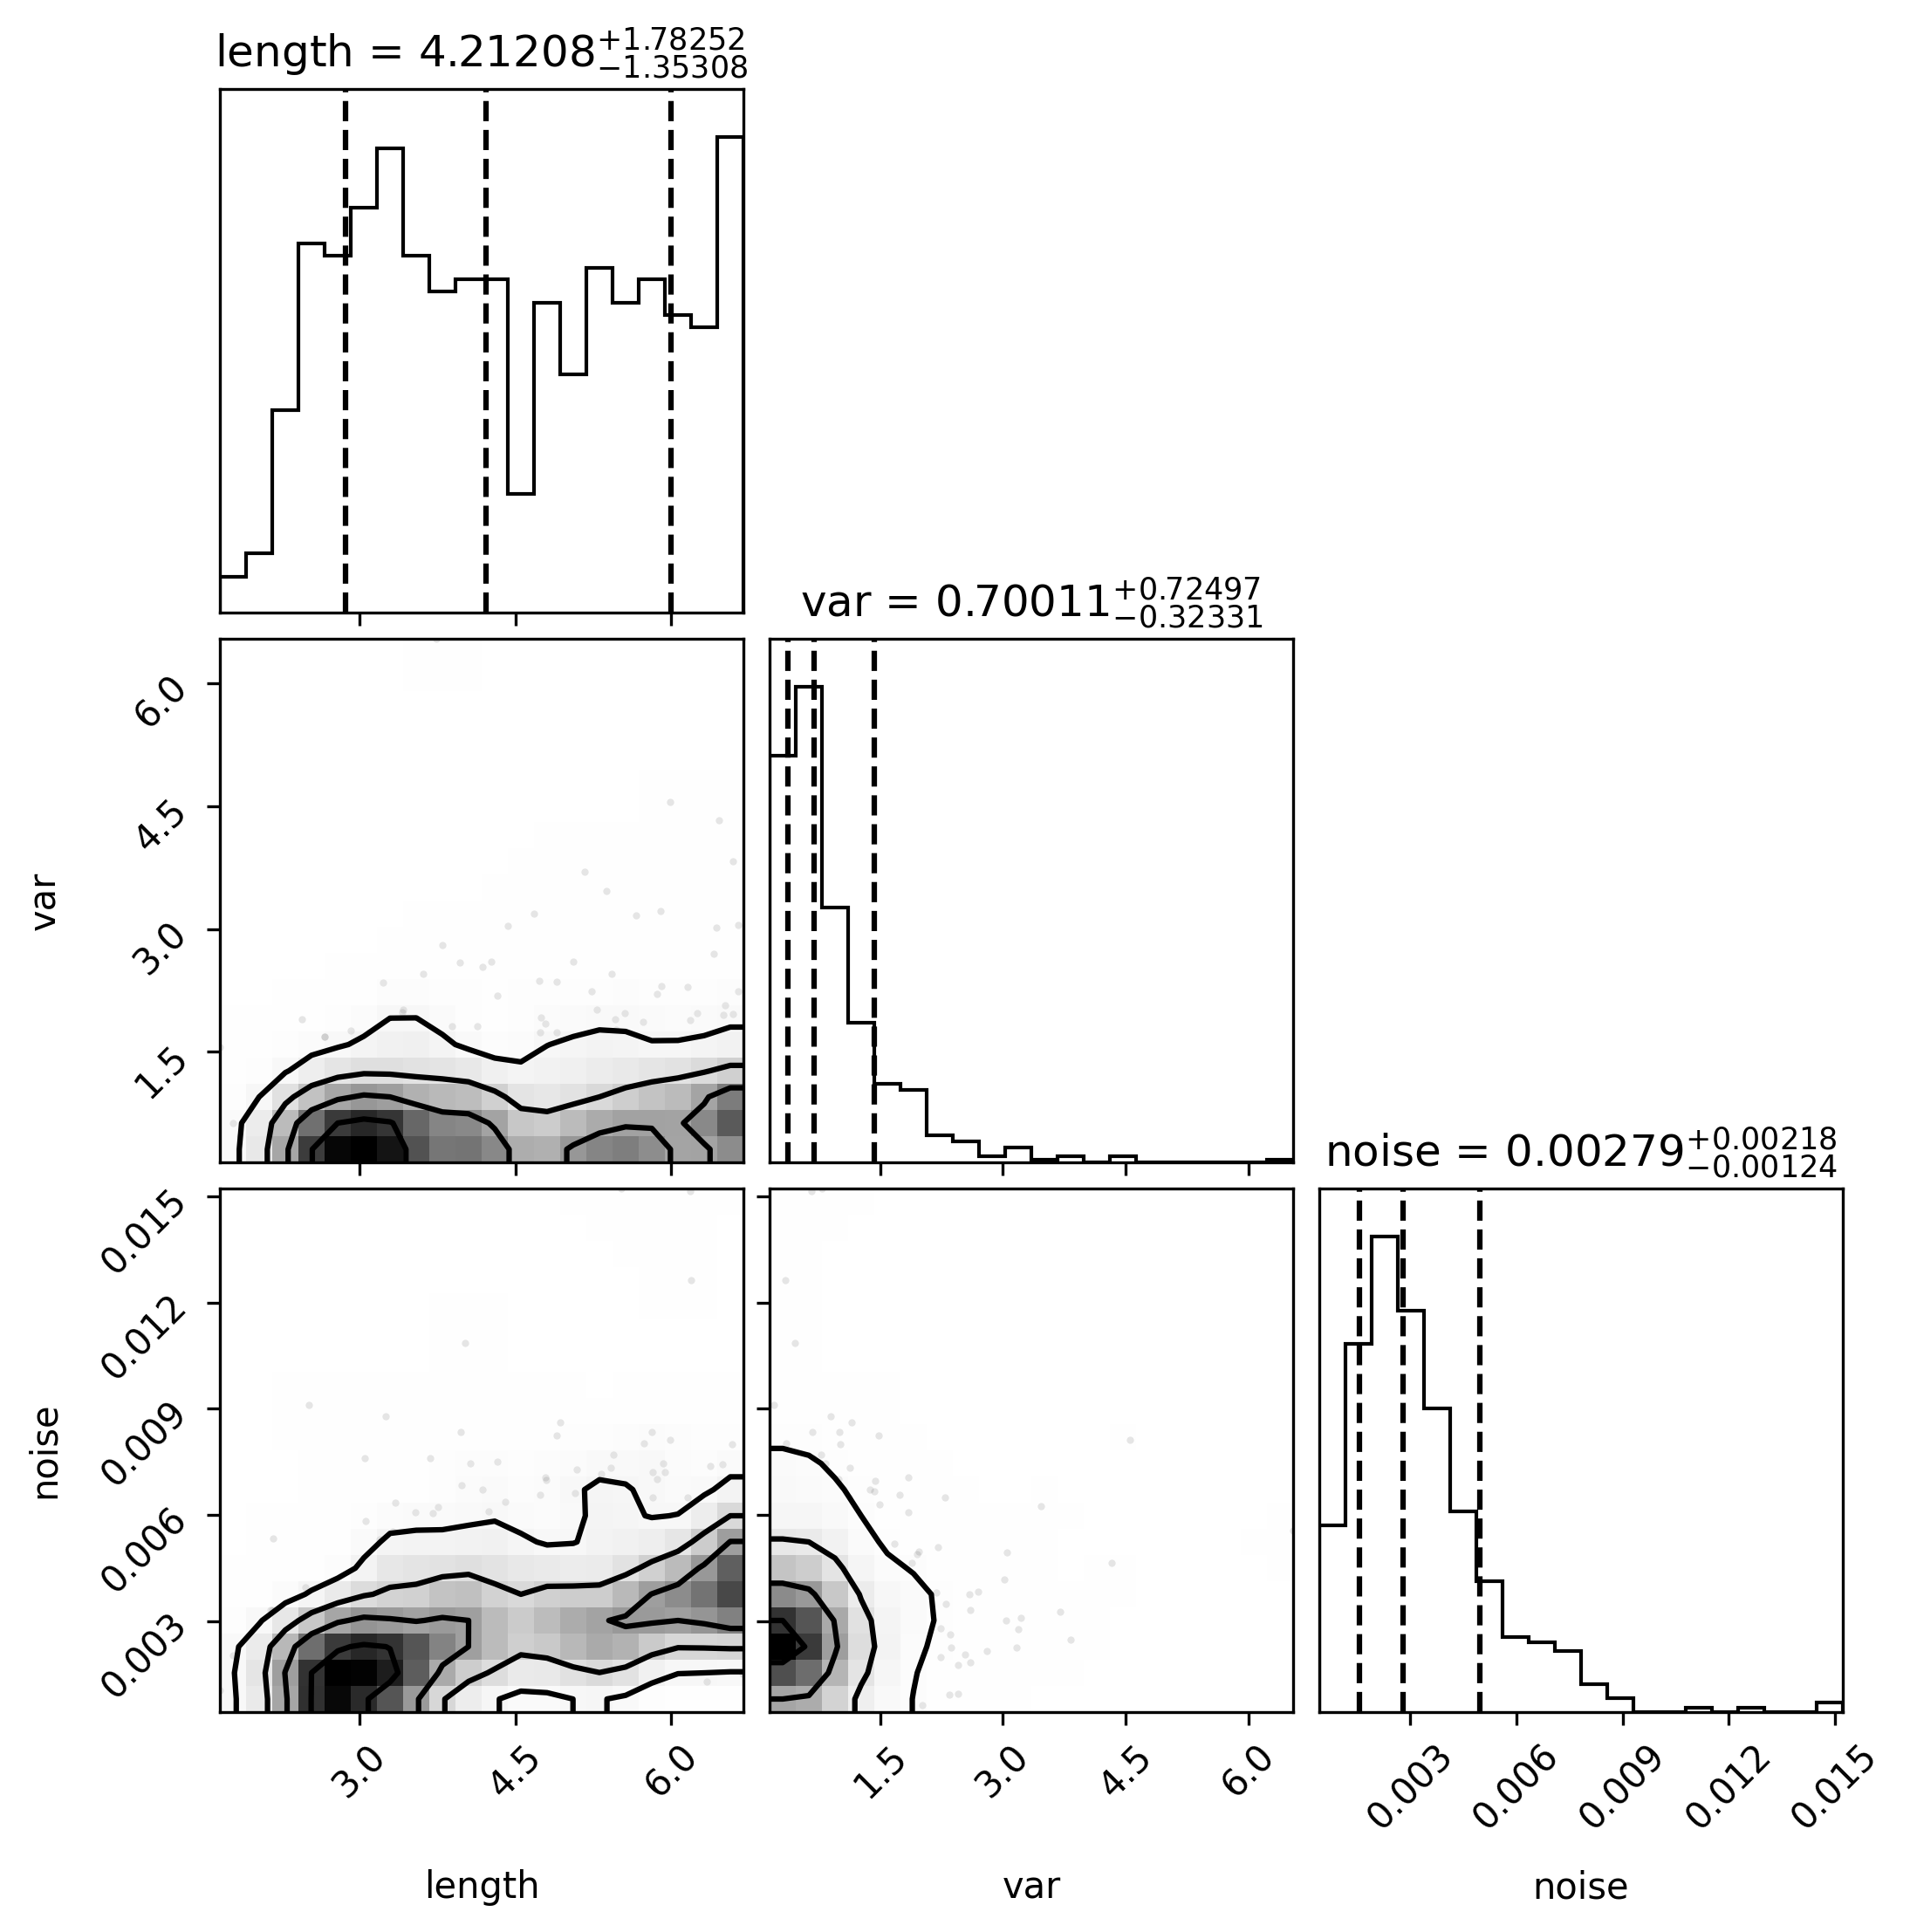 length = 4.21208 +1.78252 −1.35308
var = 0.70011 +0.72497 −0.32331
6.0
4.5
3.0
1.5
var
noise = 0.00279 +0.00218 −0.00124
0.015
0.012
0.009
0.006
0.003
noise
3.0 4.5 6.0 1.5 3.0 4.5 6.0 0.003 0.006 0.009 0.012 0.015
length var noise